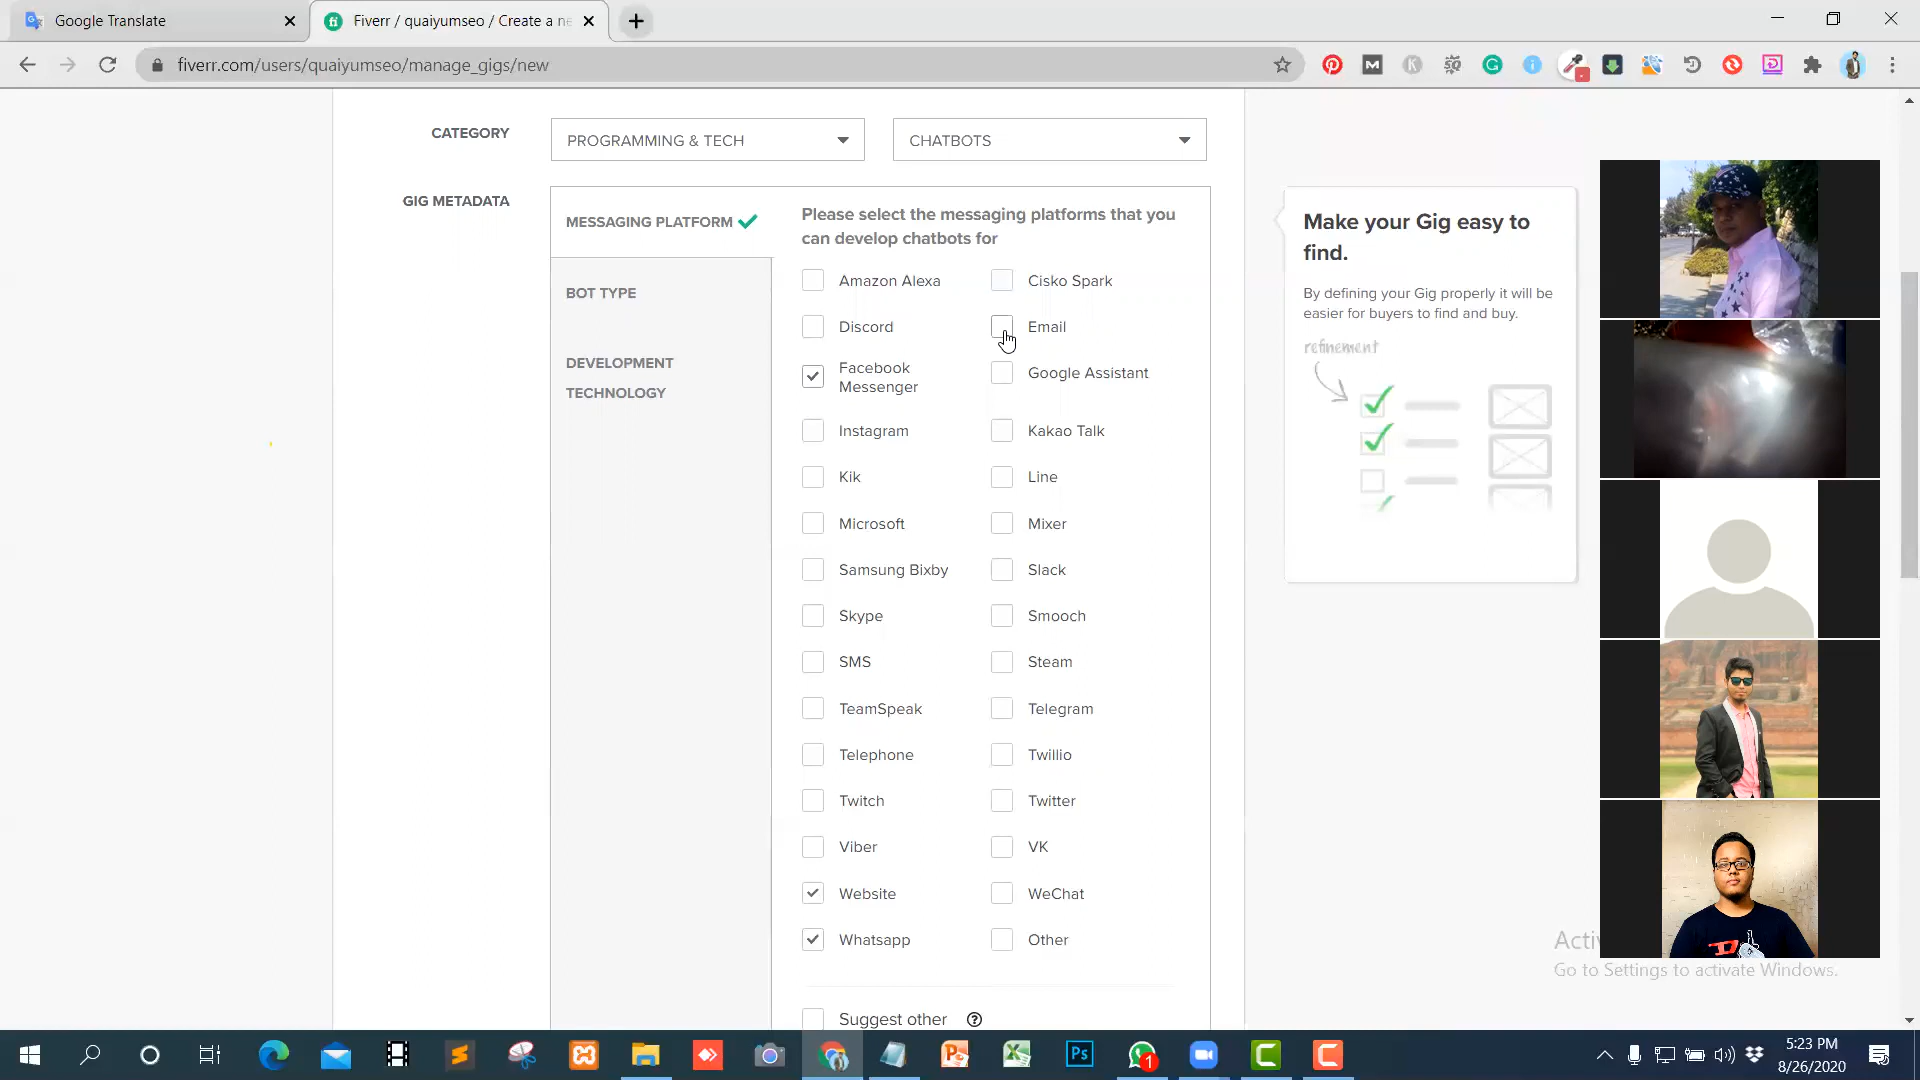 Google Translate
Fiverr / quaiyumseo / Create a ne
fiverr.com/users/quaiyumseo/manage_gigs/new
CATEGORY
PROGRAMMING & TECH
CHATBOTS
GIG METADATA
MESSAGING PLATFORM
BOT TYPE
DEVELOPMENT
TECHNOLOGY
Please select the messaging platforms that you
can develop chatbots for
Amazon Alexa
Cisko Spark
Discord
Email
Facebook
Messenger
Google Assistant
Instagram
Kakao Talk
Kik
Line
Microsoft
Mixer
Samsung Bixby
Slack
Skype
Smooch
SMS
Steam
TeamSpeak
Telegram
Telephone
Twillio
Twitch
Twitter
Viber
VK
Website
WeChat
Whatsapp
Other
Suggest other
Make your Gig easy to
find.
By defining your Gig properly it will be
easier for buyers to find and buy.
refinement
Acti
Go to Settings to activate Windows.
5:23 PM
8/26/2020